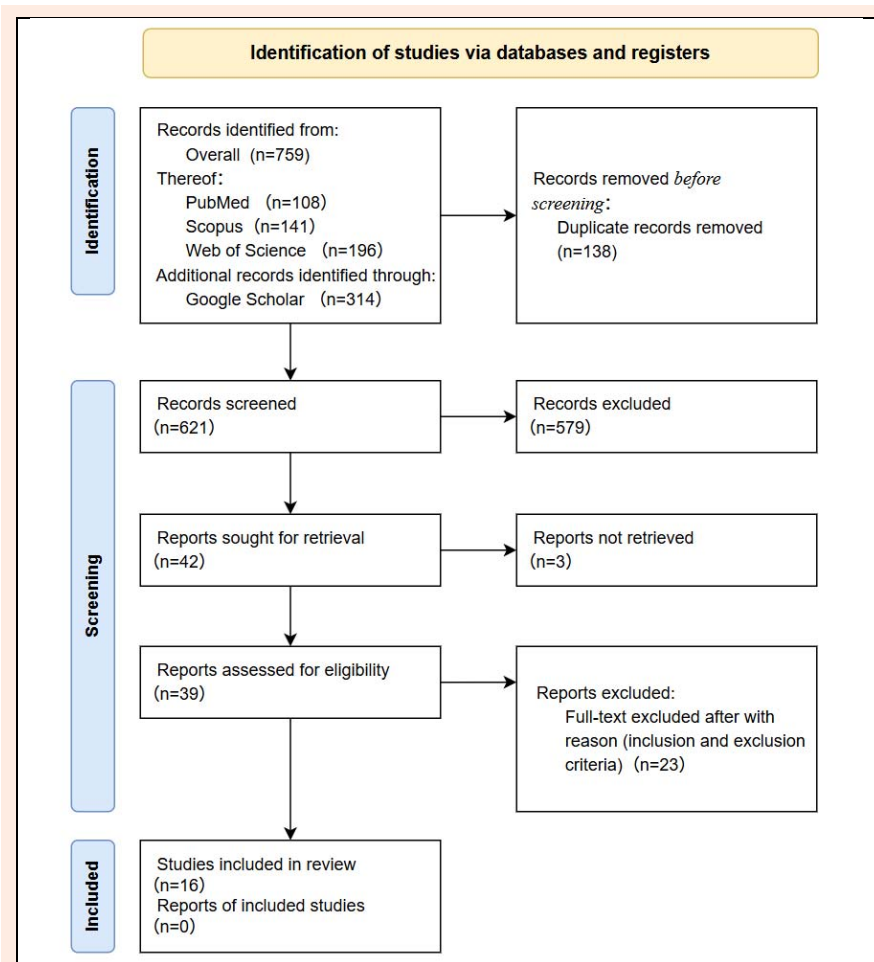 Identification of studies via databases and registers
Identification
Records identified from:
Overall (n=759)
Thereof：
PubMed （n=108)
Scopus （n=141)
Web of Science （n=196)
Additional records identified through:
Google Scholar （n=314)
Records removed before
screening：
Duplicate records removed
(n=138)
Screening
Records screened
(n=621)
Records excluded
(n=579)
Reports sought for retrieval
(n=42)
Reports not retrieved
(n=3)
Reports assessed for eligibility
(n=39)
Reports excluded:
Full-text excluded after with
reason (inclusion and exclusion
criteria)（n=23)
Included
Studies included in review
(n=16)
Reports of included studies
(n=0)